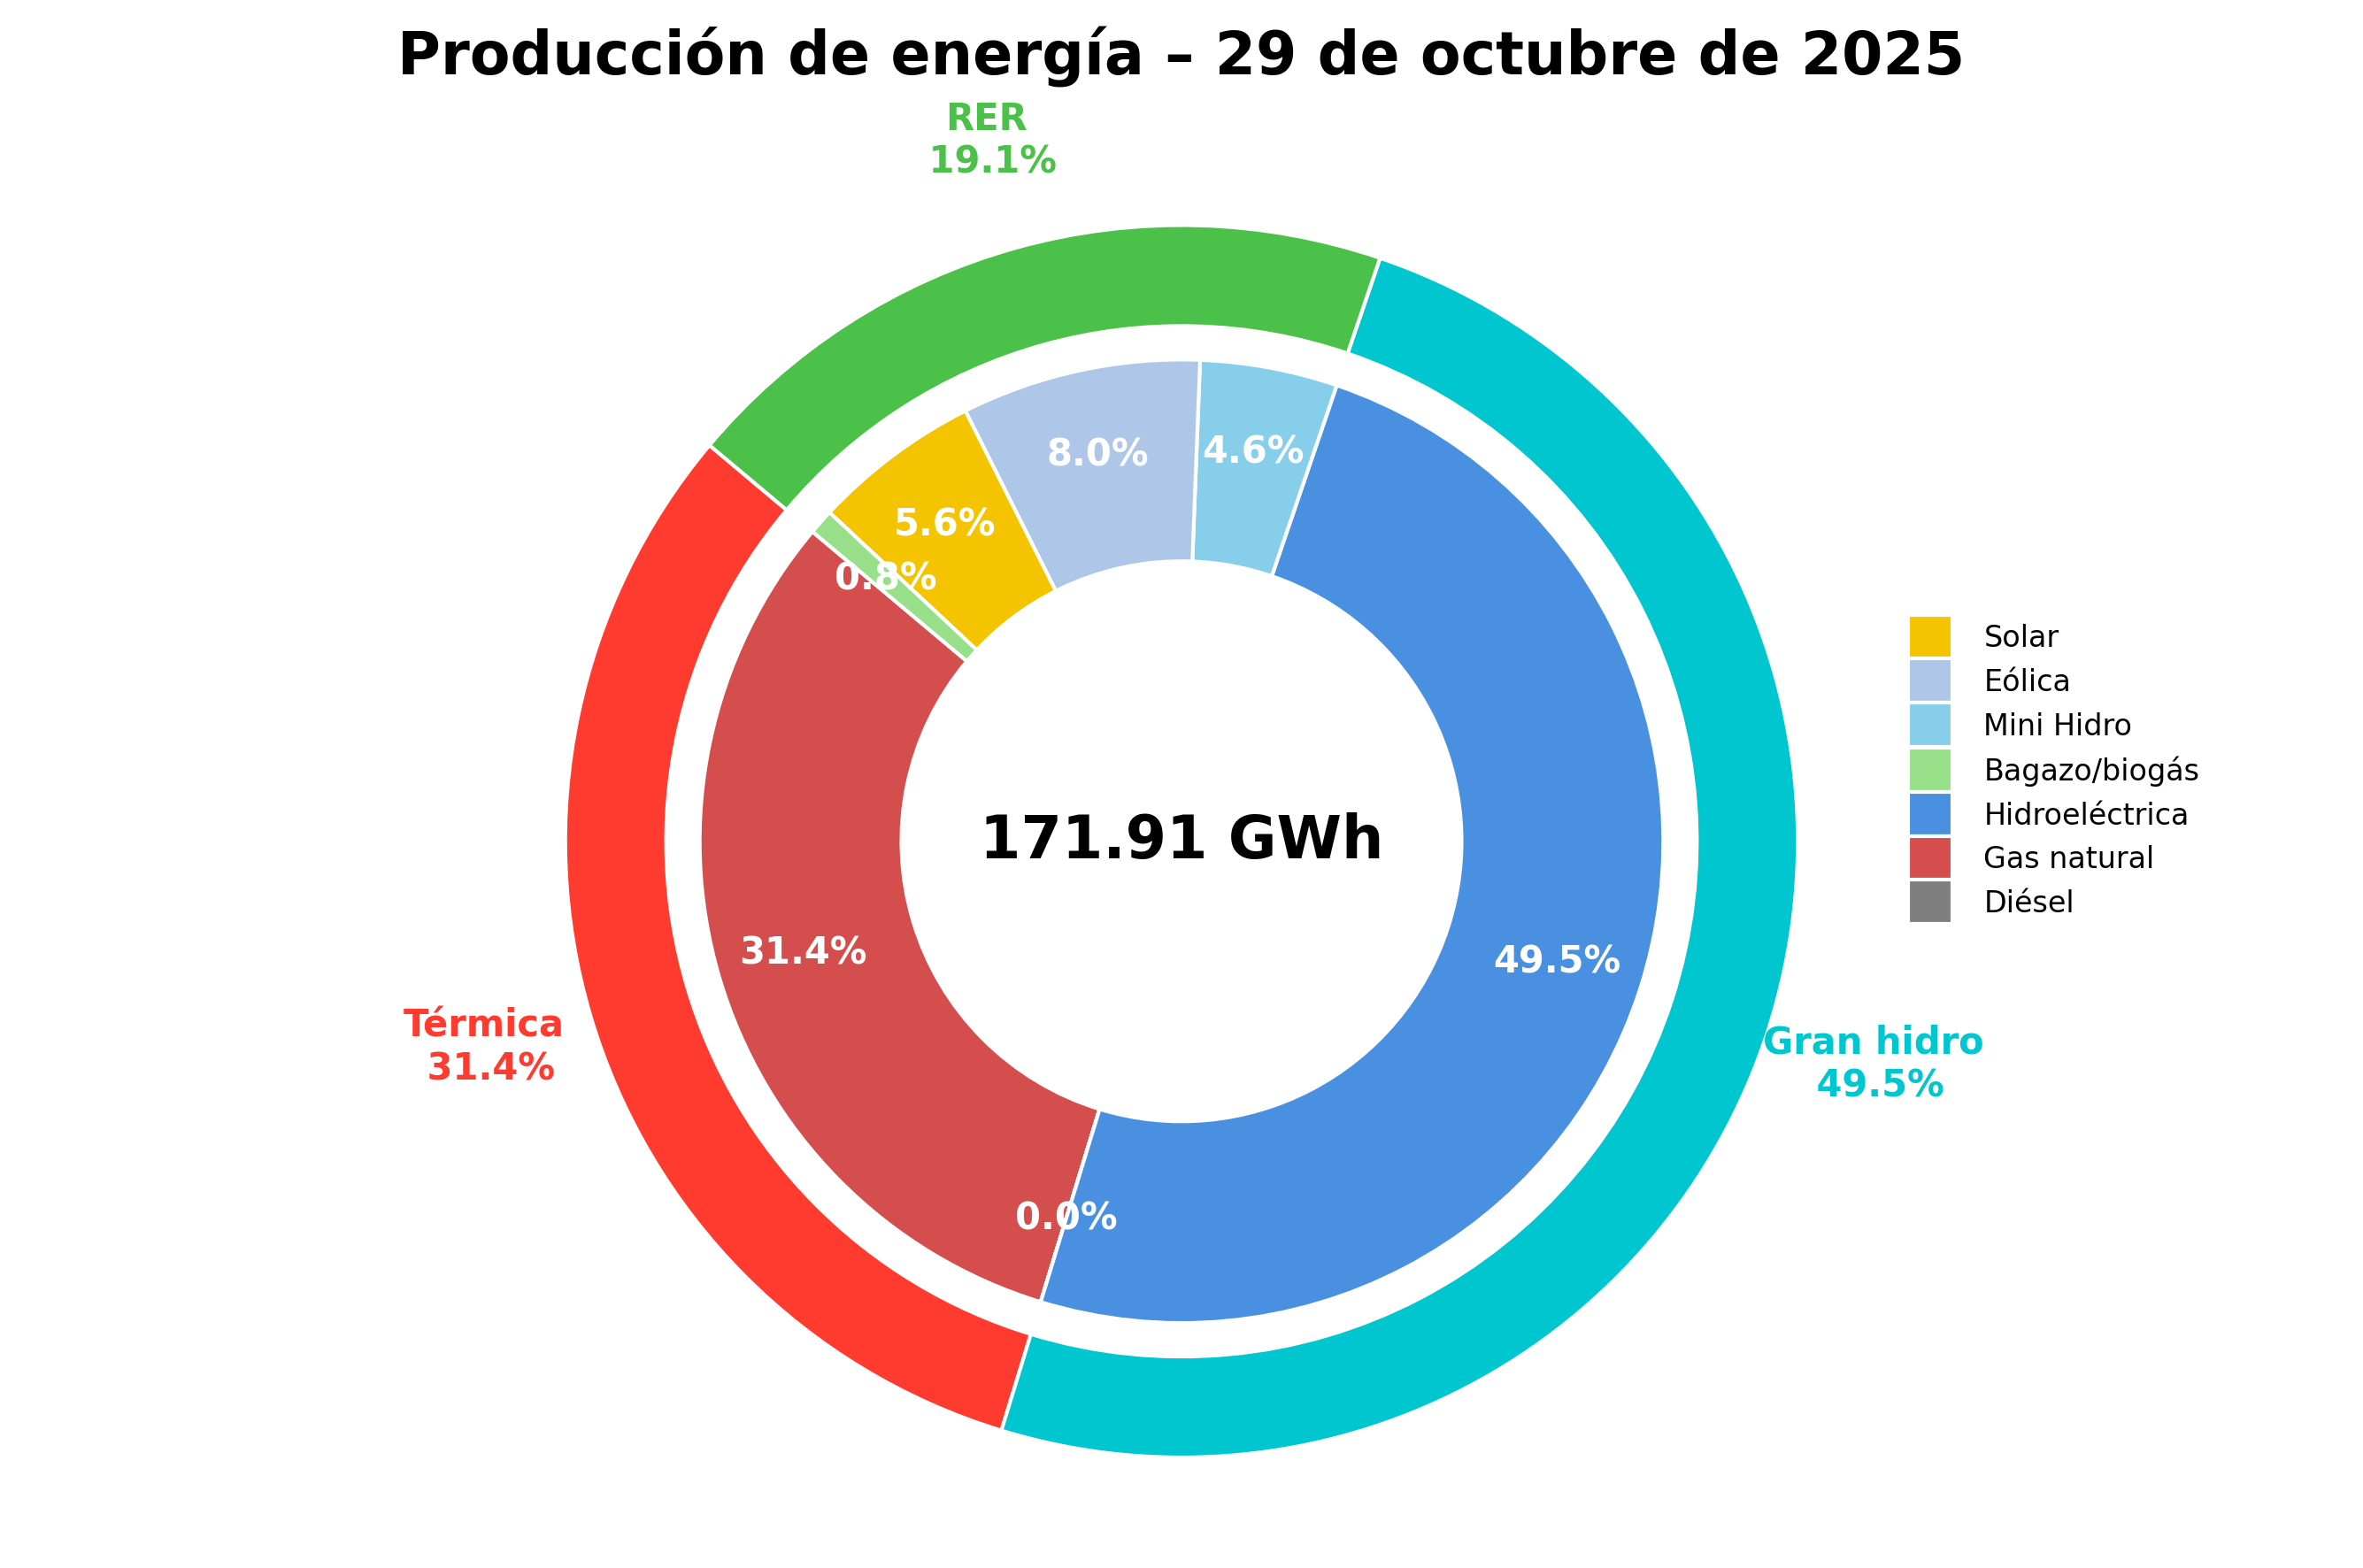 Producción de energía – 29 de octubre de 2025
RER
19.1%
8.0%
4.6%
5.6%
0.8%
171.91 GWh
31.4%
49.5%
0.0%
Térmica
31.4%
Gran hidro
49.5%
Solar
Eólica
Mini Hidro
Bagazo/biogás
Hidroeléctrica
Gas natural
Diésel